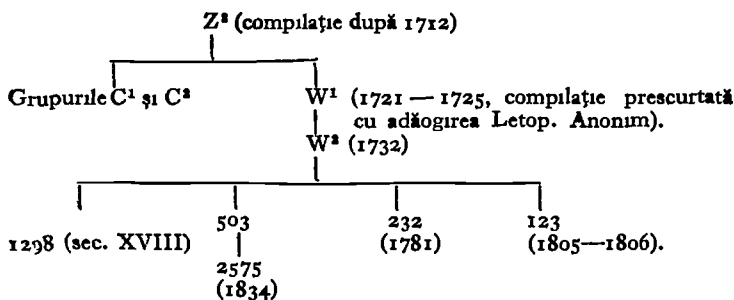 Z² (compilație după 1712)
Grupurile C¹ și C² W¹ (1721 — 1725, compilație prescurtată
cu adăogirea Letop. Anonim).
W² (1732)
503 232 123
1298 (sec. XVIII) (1781) (1805—1806).
2575
(1834)